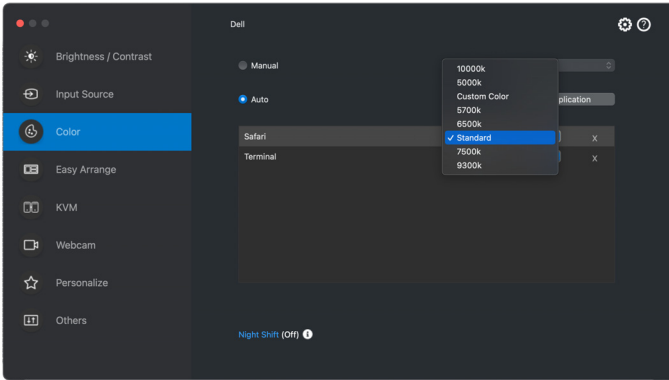 Dell
Brightness / Contrast
Input Source
Color
Easy Arrange
KVM
Webcam
Personalize
Others
Manual
Auto
plication
Safari
X
Terminal
X
10000k
5000k
Custom Color
5700k
6500k
✓ Standard
7500k
9300k
Night Shift (Off)